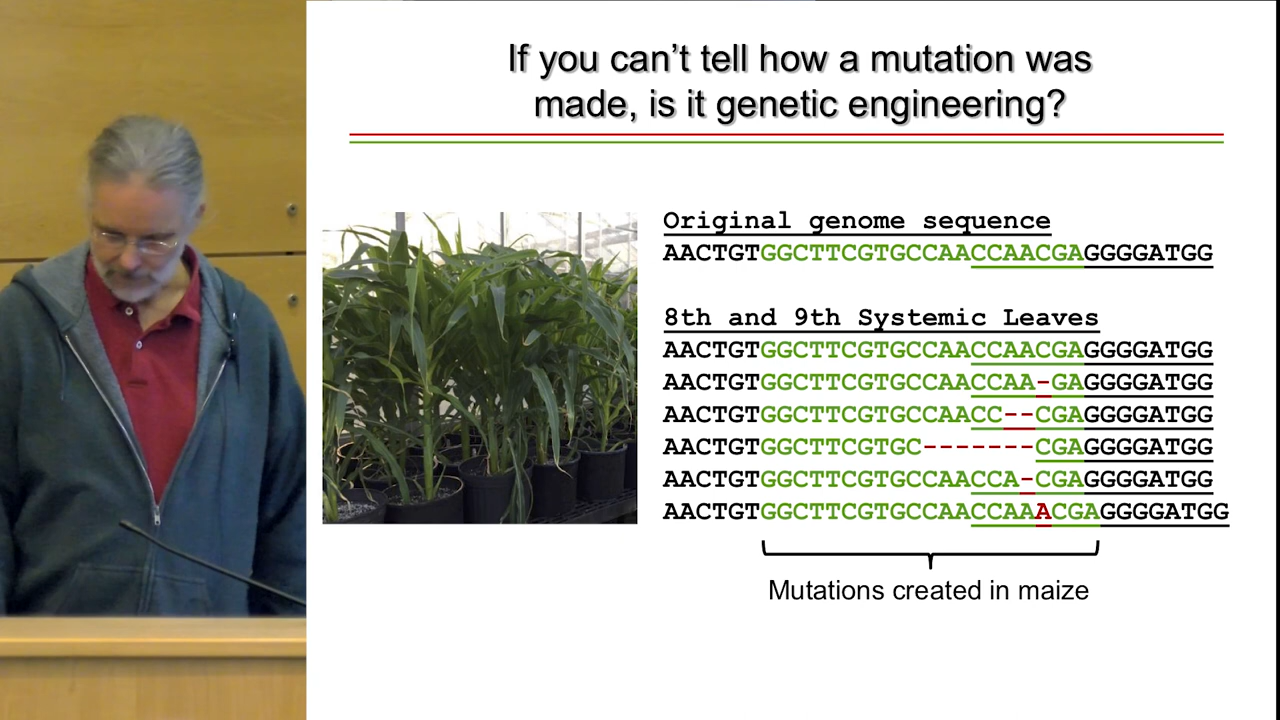 If you can't tell how a mutation was
made, is it genetic engineering?
Original genome sequence
AACTGTGGCTTCGTGCCAACCAACGAGGGGATGG
8th and 9th Systemic Leaves
AACTGTGGCTTCGTGCCAACCAACGAGGGGATGG
AACTGTGGCTTCGTGCCAACCAA-GAGGGGATGG
AACTGTGGCTTCGTGCCAACC--CGAGGGGATGG
AACTGTGGCTTCGTGC-------CGAGGGGATGG
AACTGTGGCTTCGTGCCAACCA-CGAGGGGATGG
AACTGTGGCTTCGTGCCAACCAAACGAGGGGATGG
Mutations created in maize